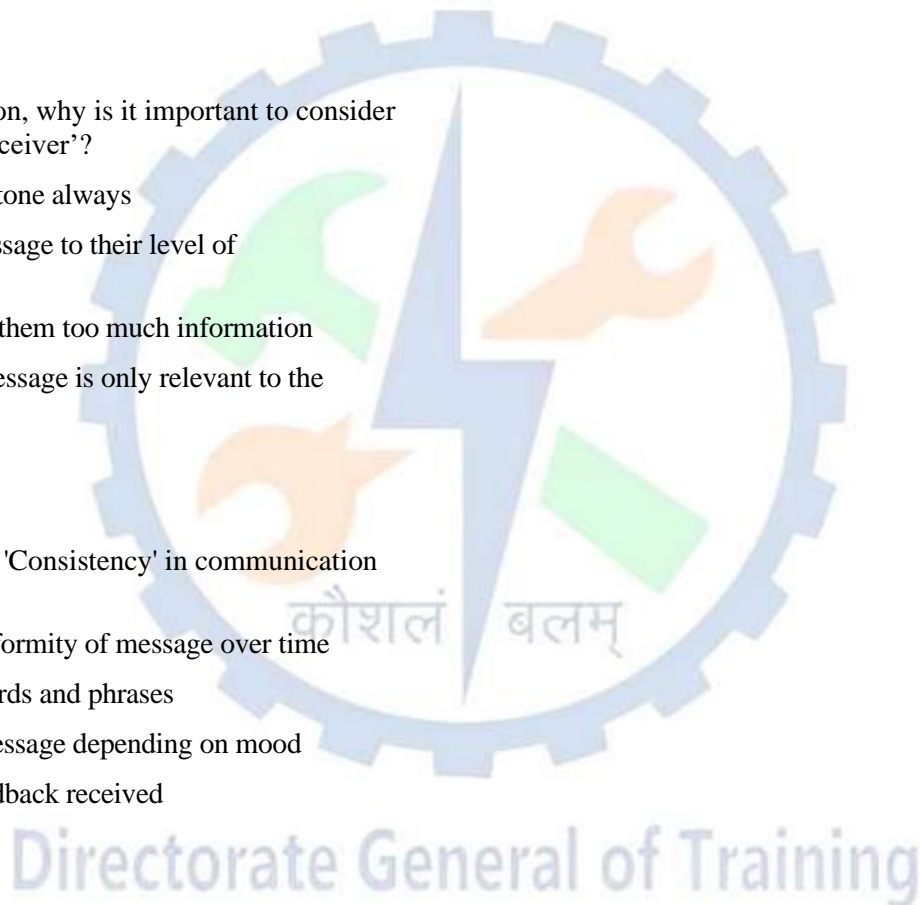 on, why is it important to consider
ceiver’?
tone always
ssage to their level of
them too much information
essage is only relevant to the
'Consistency' in communication
formity of message over time
कौशलं बलम्
rds and phrases
essage depending on mood
dback received
Directorate General of Training